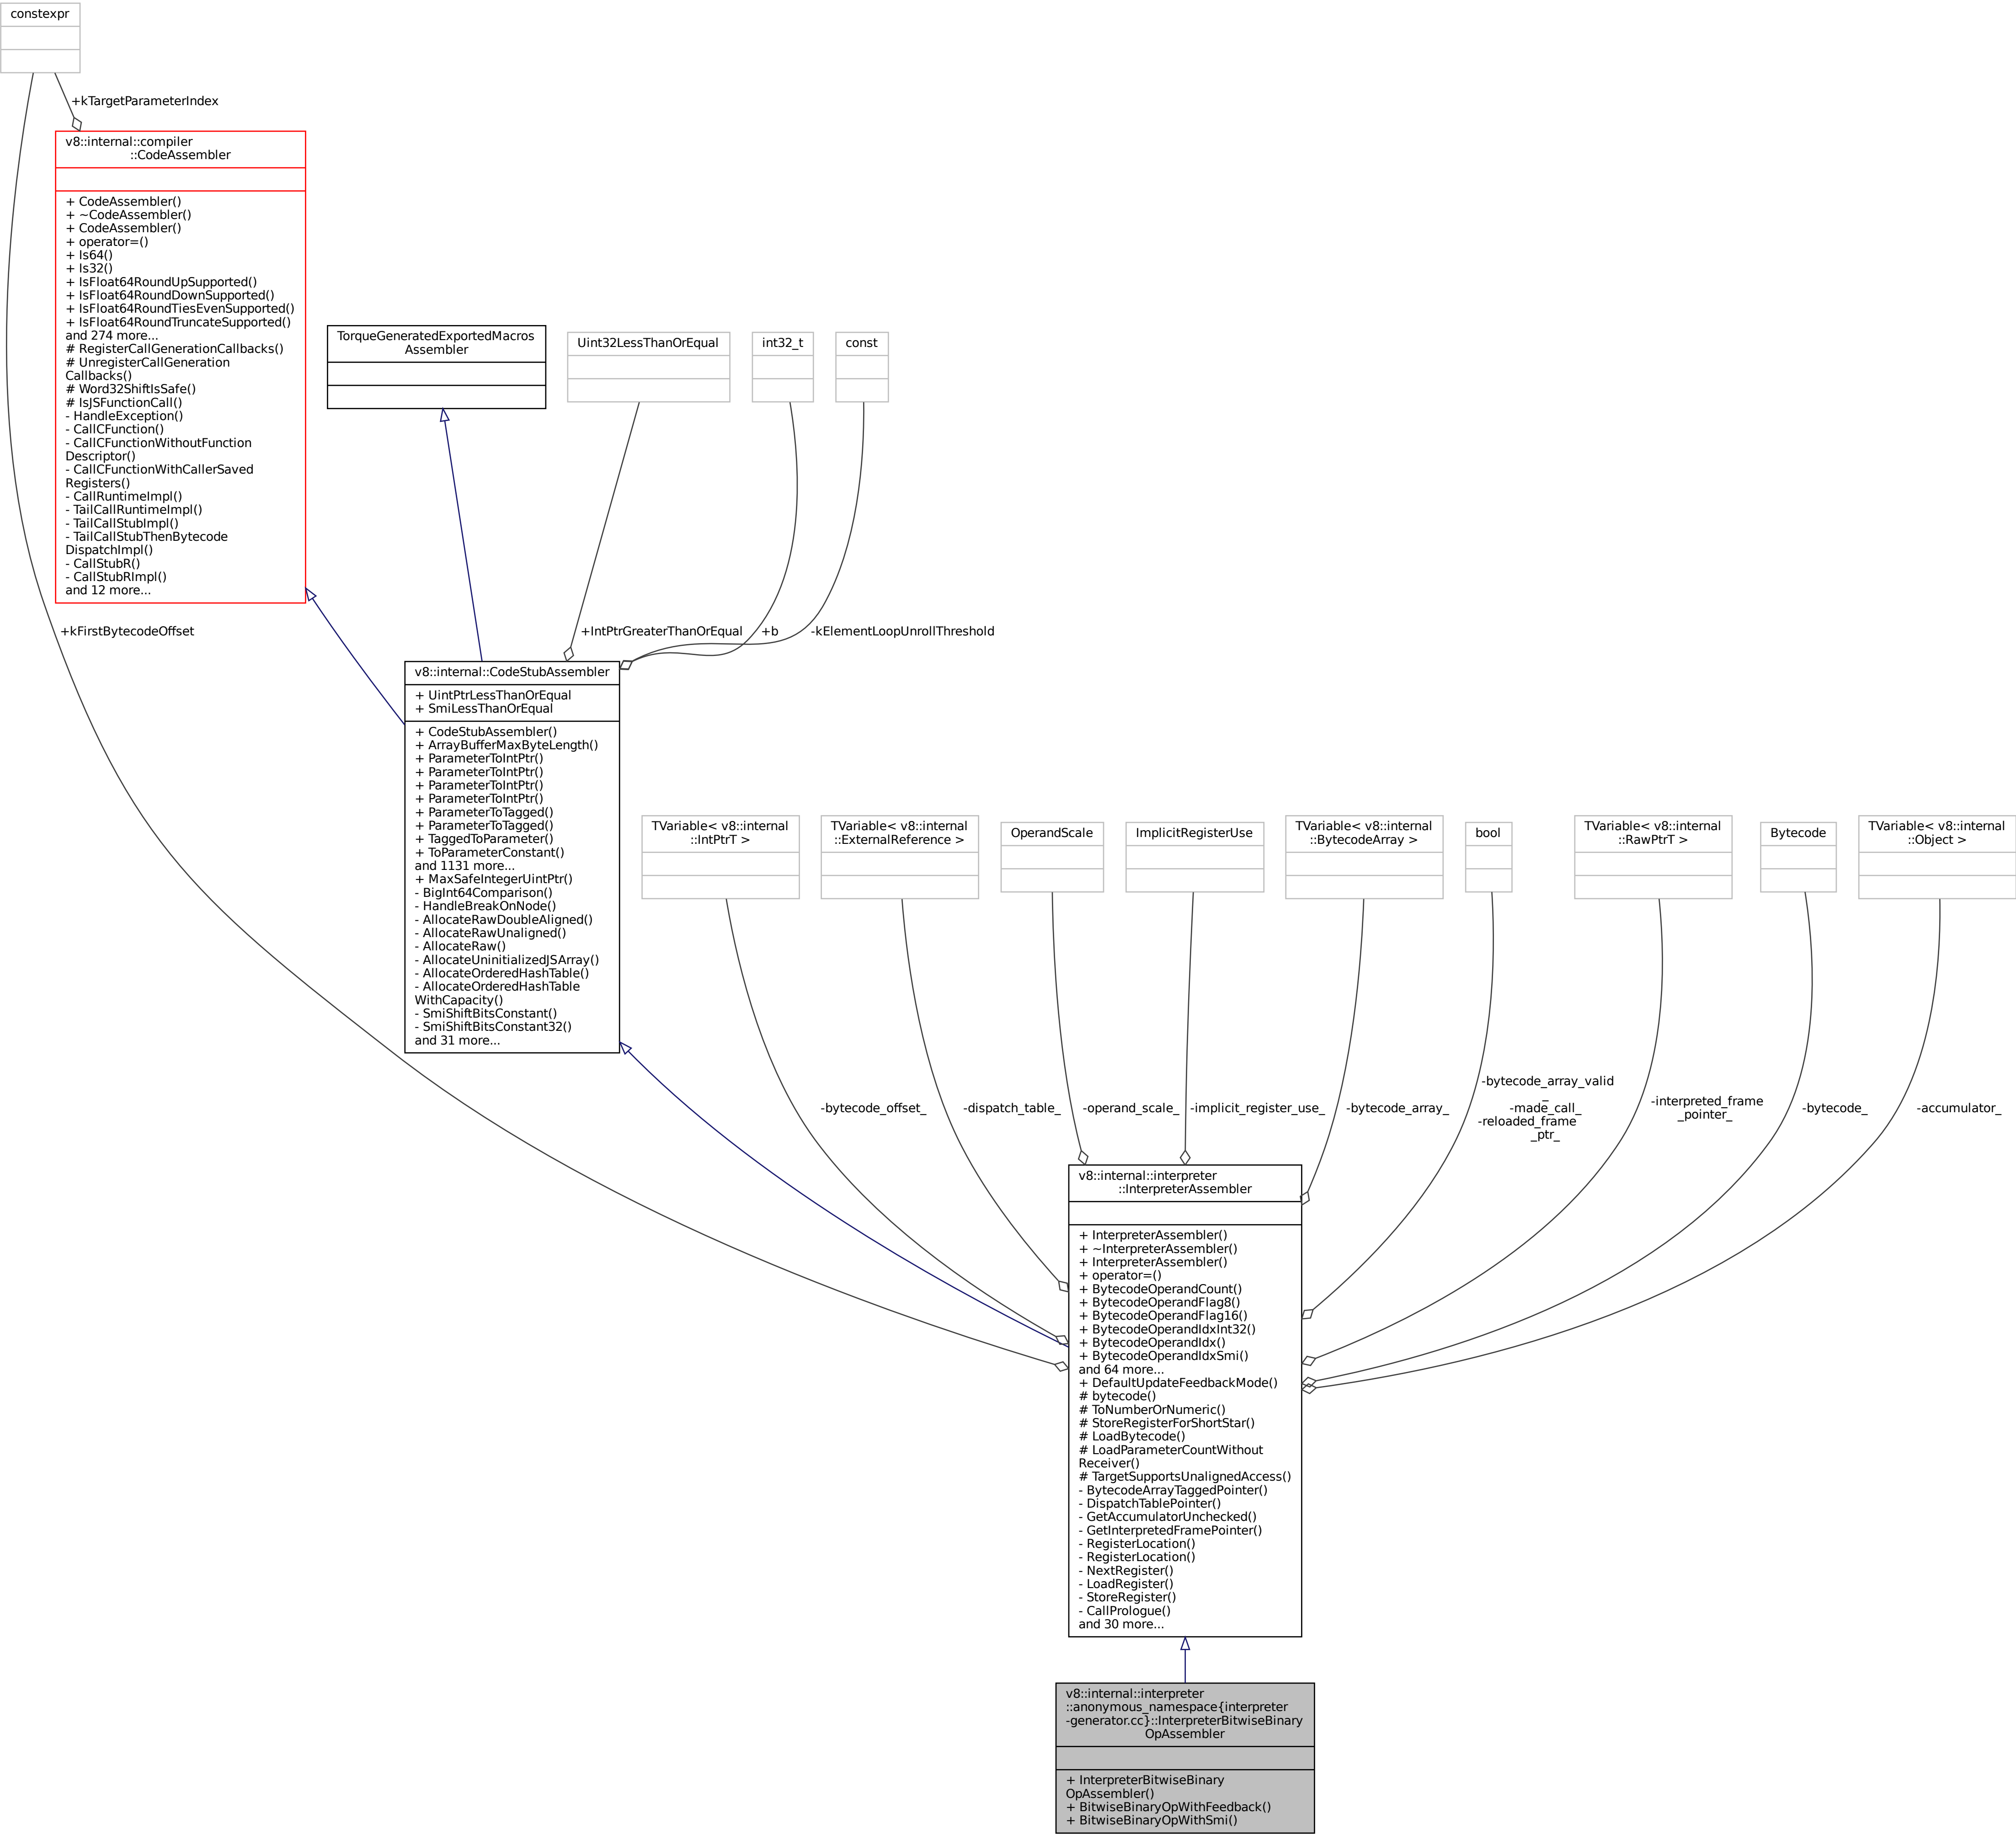 constexpr
+kTargetParameterIndex
v8::internal::compiler
::CodeAssembler
+ CodeAssembler()
+ ~CodeAssembler()
+ CodeAssembler()
+ operator=()
+ Is64()
+ Is32()
+ IsFloat64RoundUpSupported()
+ IsFloat64RoundDownSupported()
+ IsFloat64RoundTiesEvenSupported()
+ IsFloat64RoundTruncateSupported()
and 274 more...
# RegisterCallGenerationCallbacks()
# UnregisterCallGeneration
Callbacks()
# Word32ShiftIsSafe()
# IsJSFunctionCall()
- HandleException()
- CallCFunction()
- CallCFunctionWithoutFunction
Descriptor()
- CallCFunctionWithCallerSaved
Registers()
- CallRuntimeImpl()
- TailCallRuntimeImpl()
- TailCallStubImpl()
- TailCallStubThenBytecode
DispatchImpl()
- CallStubR()
- CallStubRImpl()
and 12 more...
TorqueGeneratedExportedMacros
Assembler
Uint32LessThanOrEqual
int32_t
const
+kFirstBytecodeOffset
+IntPtrGreaterThanOrEqual
+b
-kElementLoopUnrollThreshold
v8::internal::CodeStubAssembler
+ UintPtrLessThanOrEqual
+ SmiLessThanOrEqual
+ CodeStubAssembler()
+ ArrayBufferMaxByteLength()
+ ParameterToIntPtr()
+ ParameterToIntPtr()
+ ParameterToIntPtr()
+ ParameterToIntPtr()
+ ParameterToTagged()
+ ParameterToTagged()
+ TaggedToParameter()
+ ToParameterConstant()
and 1131 more...
+ MaxSafeIntegerUintPtr()
- BigInt64Comparison()
- HandleBreakOnNode()
- AllocateRawDoubleAligned()
- AllocateRawUnaligned()
- AllocateRaw()
- AllocateUninitializedJSArray()
- AllocateOrderedHashTable()
- AllocateOrderedHashTable
WithCapacity()
- SmiShiftBitsConstant()
- SmiShiftBitsConstant32()
and 31 more...
TVariable< v8::internal
::IntPtrT >
TVariable< v8::internal
::ExternalReference >
OperandScale
ImplicitRegisterUse
TVariable< v8::internal
::BytecodeArray >
bool
TVariable< v8::internal
::RawPtrT >
Bytecode
TVariable< v8::internal
::Object >
-bytecode_offset_
-dispatch_table_
-operand_scale_
-implicit_register_use_
-bytecode_array_
-bytecode_array_valid
_
-made_call_
-reloaded_frame
_ptr_
-interpreted_frame
_pointer_
-bytecode_
-accumulator_
v8::internal::interpreter
::InterpreterAssembler
+ InterpreterAssembler()
+ ~InterpreterAssembler()
+ InterpreterAssembler()
+ operator=()
+ BytecodeOperandCount()
+ BytecodeOperandFlag8()
+ BytecodeOperandFlag16()
+ BytecodeOperandIdxInt32()
+ BytecodeOperandIdx()
+ BytecodeOperandIdxSmi()
and 64 more...
+ DefaultUpdateFeedbackMode()
# bytecode()
# ToNumberOrNumeric()
# StoreRegisterForShortStar()
# LoadBytecode()
# LoadParameterCountWithout
Receiver()
# TargetSupportsUnalignedAccess()
- BytecodeArrayTaggedPointer()
- DispatchTablePointer()
- GetAccumulatorUnchecked()
- GetInterpretedFramePointer()
- RegisterLocation()
- RegisterLocation()
- NextRegister()
- LoadRegister()
- StoreRegister()
- CallPrologue()
and 30 more...
v8::internal::interpreter
::anonymous_namespace{interpreter
-generator.cc}::InterpreterBitwiseBinary
OpAssembler
+ InterpreterBitwiseBinary
OpAssembler()
+ BitwiseBinaryOpWithFeedback()
+ BitwiseBinaryOpWithSmi()